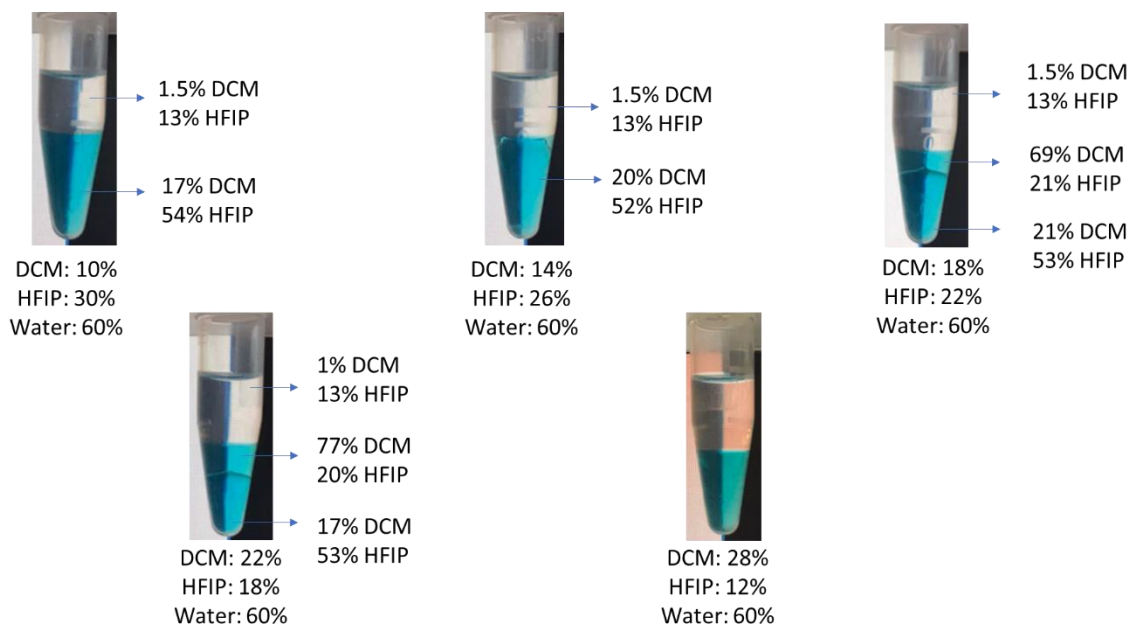 1.5% DCM
13% HFIP
17% DCM
54% HFIP
DCM: 10%
HFIP: 30%
Water: 60%
1.5% DCM
13% HFIP
20% DCM
52% HFIP
DCM: 14%
HFIP: 26%
Water: 60%
1.5% DCM
13% HFIP
69% DCM
21% HFIP
21% DCM
53% HFIP
DCM: 18%
HFIP: 22%
Water: 60%
1% DCM
13% HFIP
77% DCM
20% HFIP
17% DCM
53% HFIP
DCM: 22%
HFIP: 18%
Water: 60%
DCM: 28%
HFIP: 12%
Water: 60%